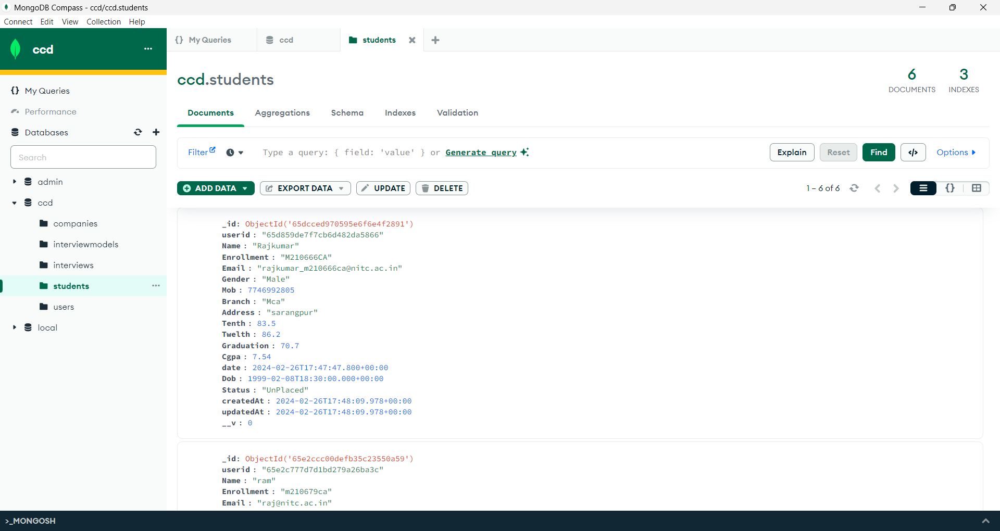 MongoDB Compass - ccd/ccd.students
Connect Edit View Collection Help
ccd
My Queries
ccd
students
ccd.students
6
DOCUMENTS
3
INDEXES
{} My Queries
Performance
Databases
Search
admin
ccd
companies
interviewmodels
interviews
students
users
local
Documents Aggregations Schema Indexes Validation
Filter
Type a query: { field: 'value' } or Generate query
Explain Reset Find </> Options
ADD DATA EXPORT DATA UPDATE DELETE
1 – 6 of 6
{}
_id: ObjectId('65dcced970595e6f6e4f2891')
userid : "65d859de7f7cb6d482da5866"
Name : "Rajkumar"
Enrollment : "M210666CA"
Email : "rajkumar_m210666ca@nitc.ac.in"
Gender : "Male"
Mob : 7746992805
Branch : "Mca"
Address : "sarangpur"
Tenth : 83.5
Twelth : 86.2
Graduation : 70.7
Cgpa : 7.54
date : 2024-02-26T17:47:47.800+00:00
Dob : 1999-02-08T18:30:00.000+00:00
Status : "UnPlaced"
createdAt : 2024-02-26T17:48:09.978+00:00
updatedAt : 2024-02-26T17:48:09.978+00:00
__v : 0
_id: ObjectId('65e2ccc00defb35c23550a59')
userid : "65e2c777d7d1bd279a26ba3c"
Name : "ram"
Enrollment : "m210679ca"
Email : "raj@nitc.ac.in"
>_MONGOSH